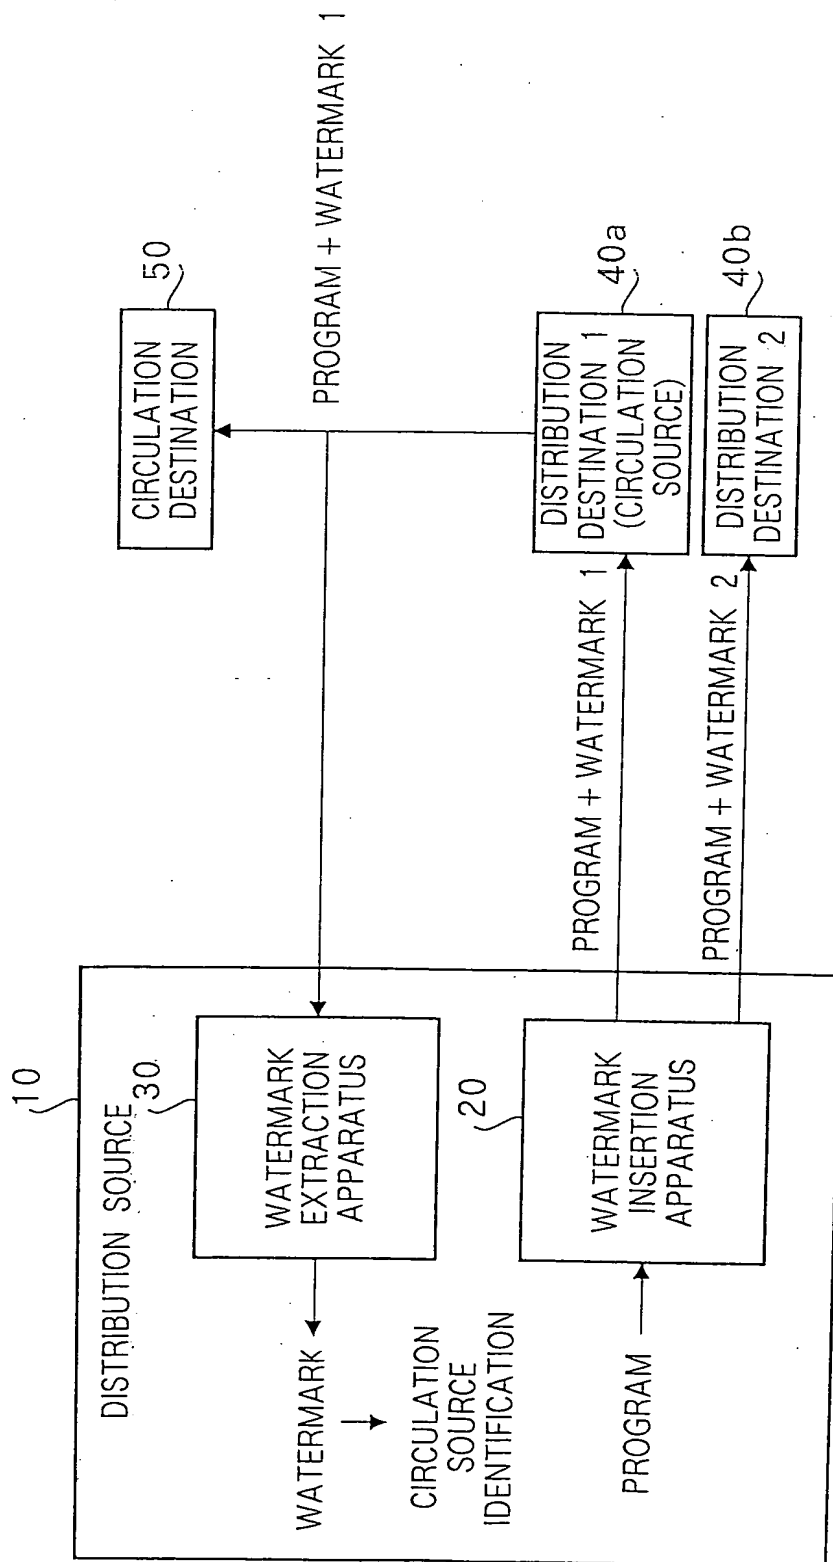 10
DISTRIBUTION SOURCE
30
WATERMARK
EXTRACTION
APPARATUS
WATERMARK
CIRCULATION
SOURCE
IDENTIFICATION
20
WATERMARK
INSERTION
APPARATUS
PROGRAM
PROGRAM + WATERMARK 1
50
CIRCULATION
DESTINATION
PROGRAM + WATERMARK 1
40a
DISTRIBUTION
DESTINATION 1
(CIRCULATION
SOURCE)
PROGRAM + WATERMARK 2
40b
DISTRIBUTION
DESTINATION 2